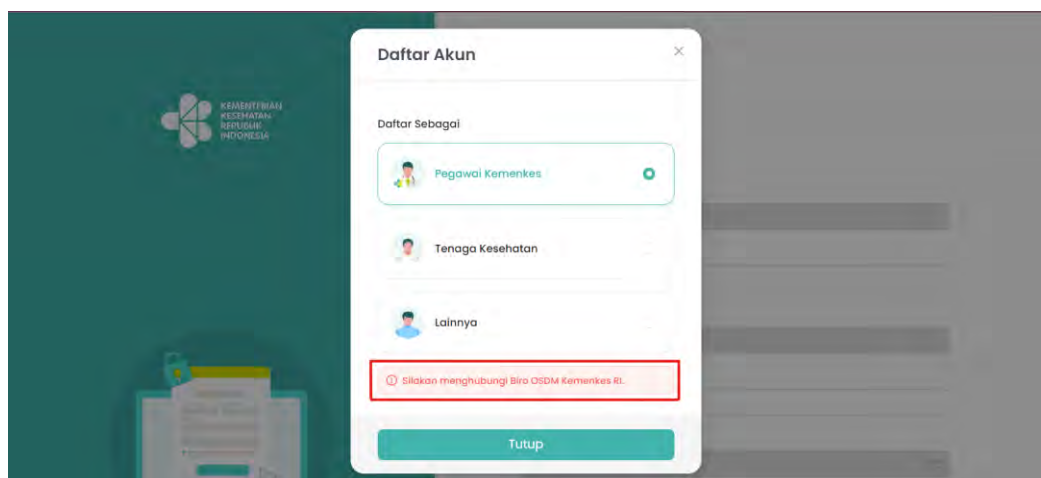 Daftar Akun
KEMENTERIAN
KESEHATAN
REPUBLIK
INDONESIA
Daftar Sebagai
Pegawai Kemenkes
Tenaga Kesehatan
Lainnya
Silakan menghubungi Biro OSDM Kemenkes RI.
Tutup